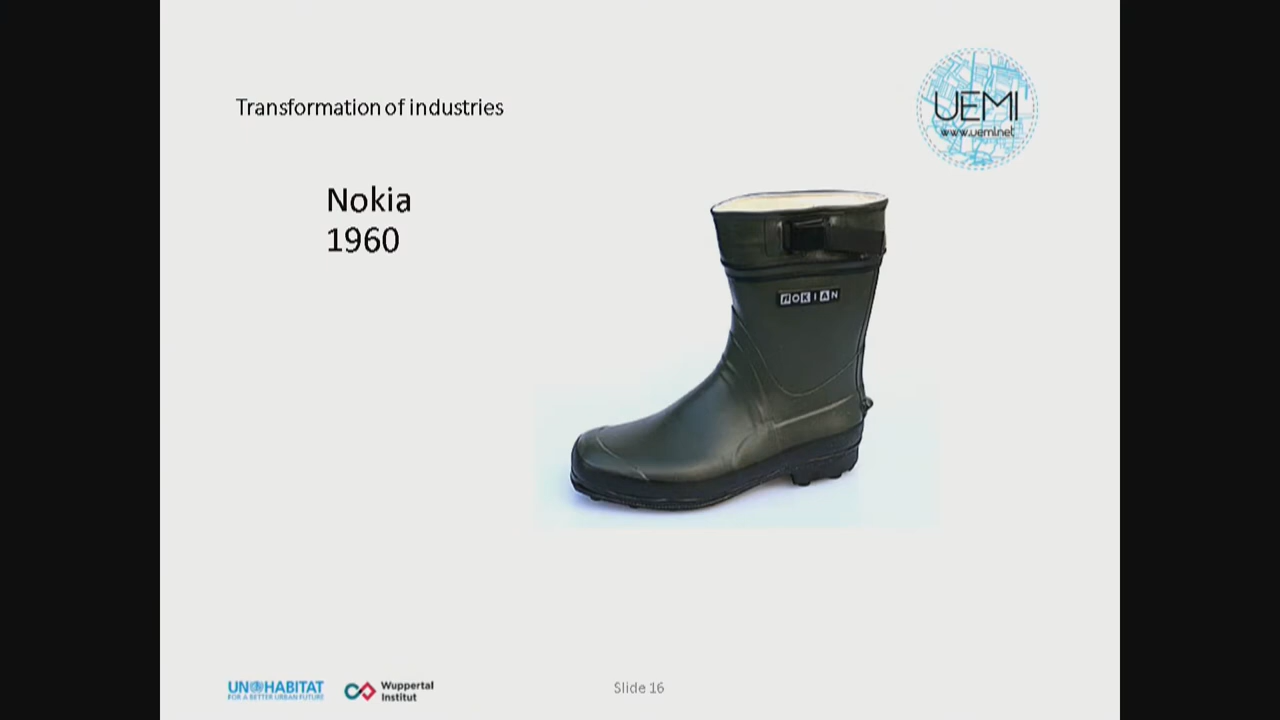 Transformation of industries
UEMI
www.uemi.net
Nokia
1960
NOKIAN
UN HABITAT
FOR A BETTER URBAN FUTURE
Wuppertal
Institut
Slide 16